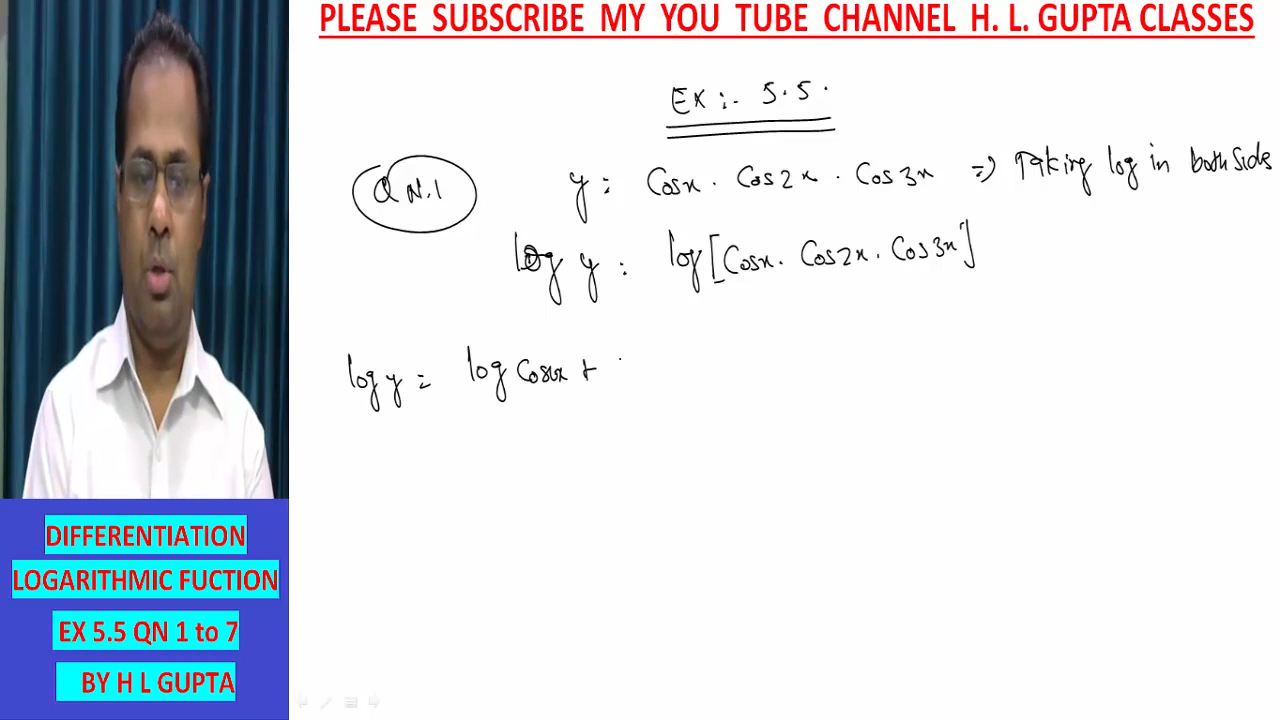 PLEASE SUBSCRIBE MY YOU TUBE CHANNEL H. L. GUPTA CLASSES
Ex:- 5.5.
Q N.1
y = Cosx · Cos2x · Cos3x => Taking log in both side
log y = log[Cosx · Cos2x · Cos3x]
log y = log Cosx +
DIFFERENTIATION
LOGARITHMIC FUCTION
EX 5.5 QN 1 to 7
BY H L GUPTA